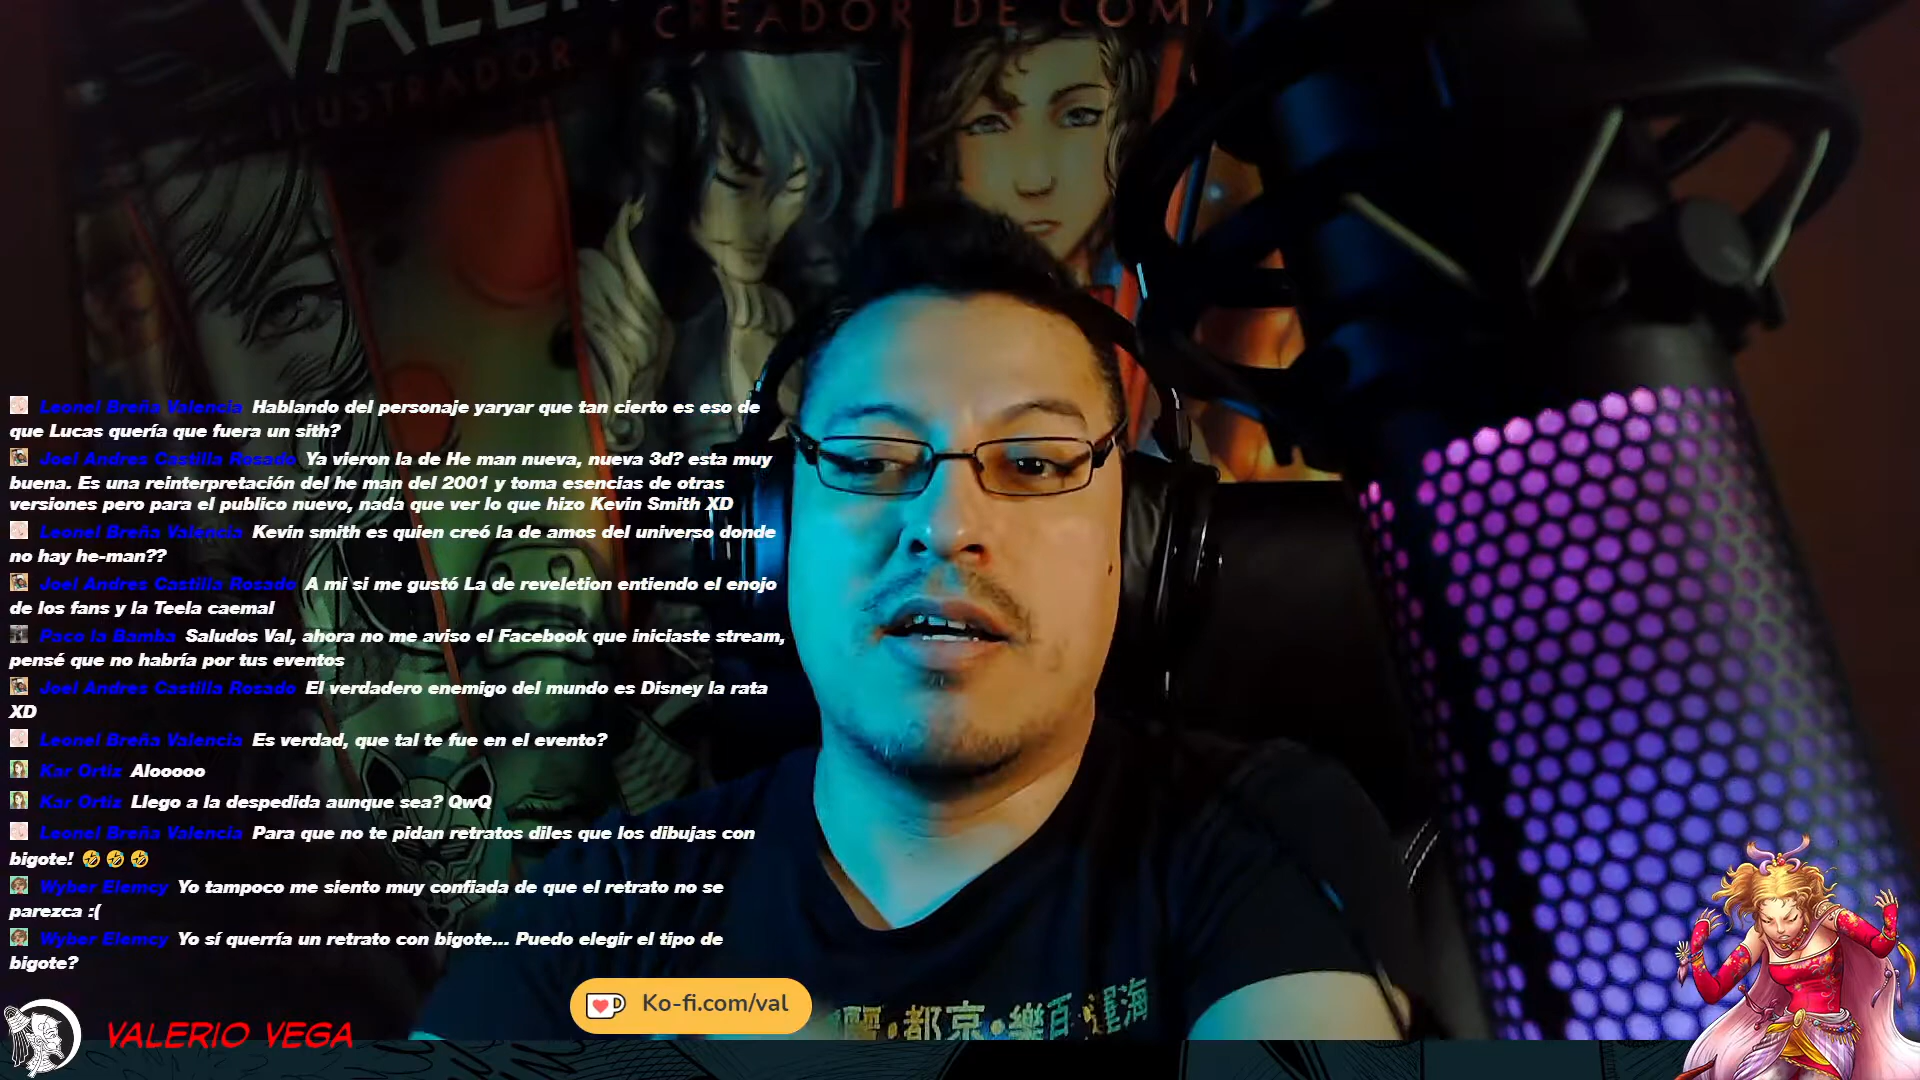 ILUSTRADOR
CREADOR DE COM
Leonel Breña Valencia Hablando del personaje yaryar que tan cierto es eso de
que Lucas quería que fuera un sith?
Joel Andres Castilla Rosado Ya vieron la de He man nueva, nueva 3d? esta muy
buena. Es una reinterpretación del he man del 2001 y toma esencias de otras
versiones pero para el publico nuevo, nada que ver lo que hizo Kevin Smith XD
Leonel Breña Valencia Kevin smith es quien creó la de amos del universo donde
no hay he-man??
Joel Andres Castilla Rosado A mi si me gustó La de reveletion entiendo el enojo
de los fans y la Teela caemal
Paco la Bamba Saludos Val, ahora no me aviso el Facebook que iniciaste stream,
pensé que no habría por tus eventos
Joel Andres Castilla Rosado El verdadero enemigo del mundo es Disney la rata
XD
Leonel Breña Valencia Es verdad, que tal te fue en el evento?
Kar Ortiz Alooooo
Kar Ortiz Llego a la despedida aunque sea? QwQ
Leonel Breña Valencia Para que no te pidan retratos diles que los dibujas con
bigote! 🤣 🤣 🤣
Wyber Elemcy Yo tampoco me siento muy confiada de que el retrato no se
parezca :(
Wyber Elemcy Yo sí querría un retrato con bigote... Puedo elegir el tipo de
bigote?
Ko-fi.com/val
都·京·樂百
VALERIO VEGA